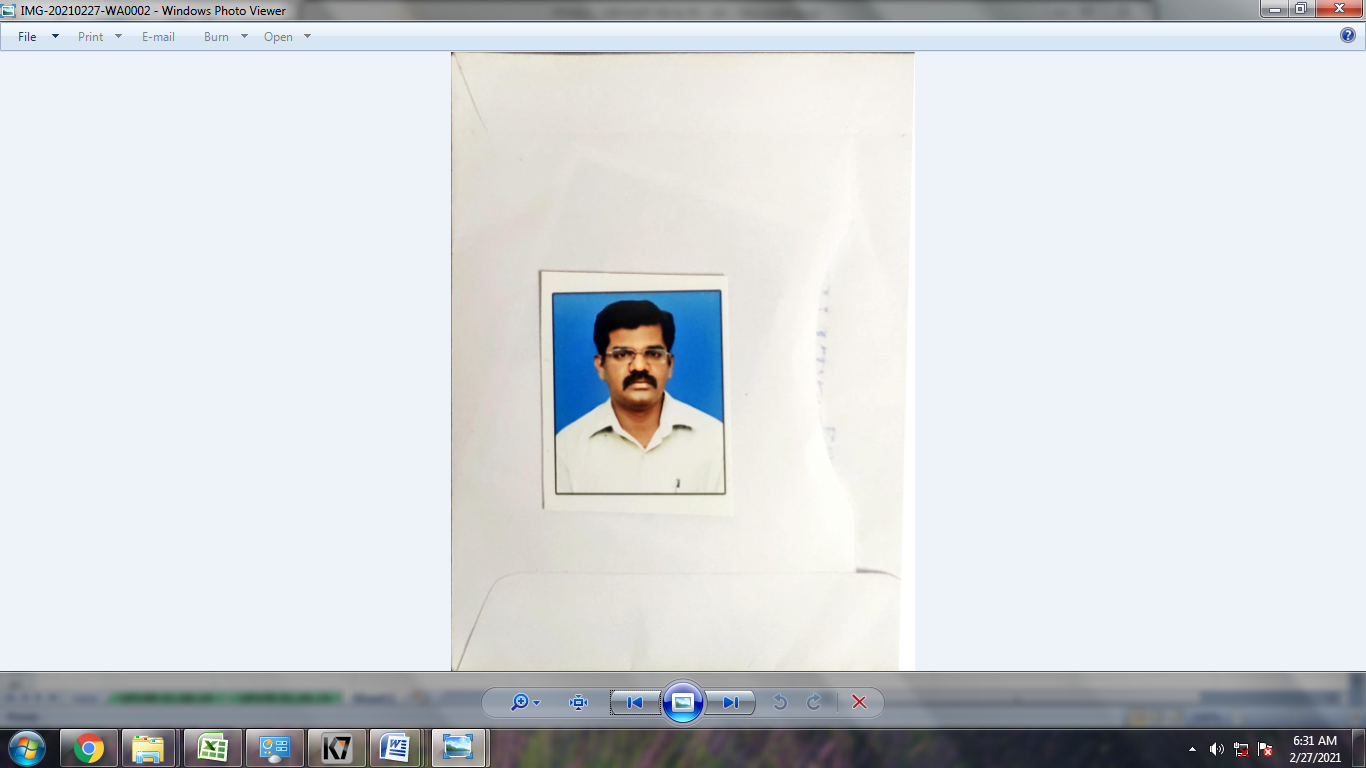 IMG-20210227-WA0002 - Windows Photo Viewer
File Print E-mail Burn Open
K7
6:31 AM
2/27/2021